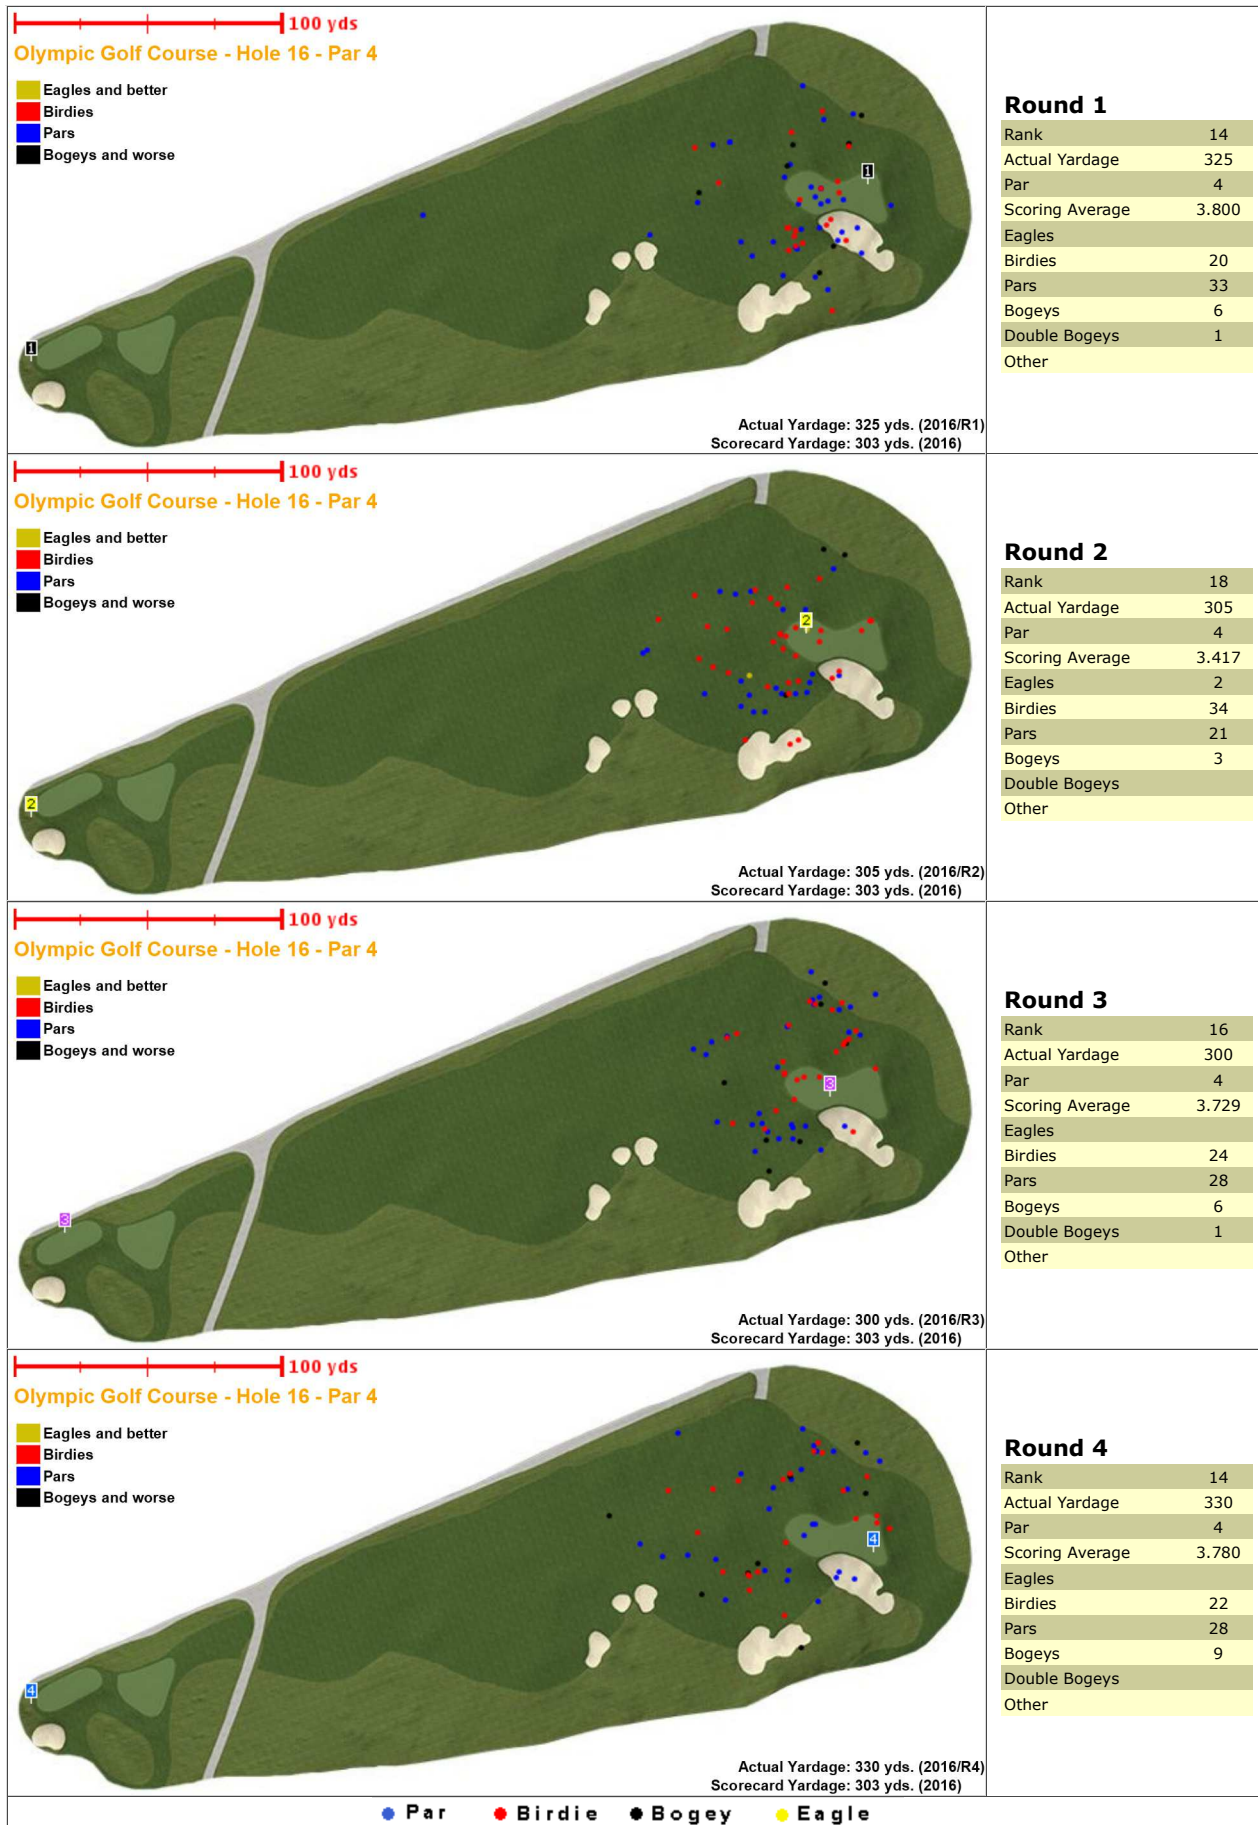 100 yds
Olympic Golf Course - Hole 16 - Par 4
Eagles and better
Birdies
Pars
Bogeys and worse
1
1
Actual Yardage: 325 yds. (2016/R1)
Scorecard Yardage: 303 yds. (2016)
Round 1
Rank 14
Actual Yardage 325
Par 4
Scoring Average 3.800
Eagles
Birdies 20
Pars 33
Bogeys 6
Double Bogeys 1
Other
100 yds
Olympic Golf Course - Hole 16 - Par 4
Eagles and better
Birdies
Pars
Bogeys and worse
2
2
Actual Yardage: 305 yds. (2016/R2)
Scorecard Yardage: 303 yds. (2016)
Round 2
Rank 18
Actual Yardage 305
Par 4
Scoring Average 3.417
Eagles 2
Birdies 34
Pars 21
Bogeys 3
Double Bogeys
Other
100 yds
Olympic Golf Course - Hole 16 - Par 4
Eagles and better
Birdies
Pars
Bogeys and worse
3
3
Actual Yardage: 300 yds. (2016/R3)
Scorecard Yardage: 303 yds. (2016)
Round 3
Rank 16
Actual Yardage 300
Par 4
Scoring Average 3.729
Eagles
Birdies 24
Pars 28
Bogeys 6
Double Bogeys 1
Other
100 yds
Olympic Golf Course - Hole 16 - Par 4
Eagles and better
Birdies
Pars
Bogeys and worse
4
4
Actual Yardage: 330 yds. (2016/R4)
Scorecard Yardage: 303 yds. (2016)
Round 4
Rank 14
Actual Yardage 330
Par 4
Scoring Average 3.780
Eagles
Birdies 22
Pars 28
Bogeys 9
Double Bogeys
Other
Par Birdie Bogey Eagle